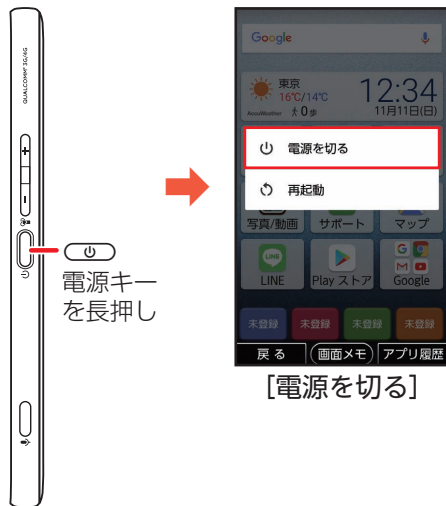 QUALCOMM® 3G/4G
+
-
電源キー
を長押し
Google
東京
12:34
16℃/14℃
11月11日(日)
AccuWeather
0歩
電源を切る
再起動
写真/動画
サポート
マップ
LINE
LINE
Play ストア
Google
未登録
未登録
未登録
未登録
戻る
画面メモ
アプリ履歴
[電源を切る]